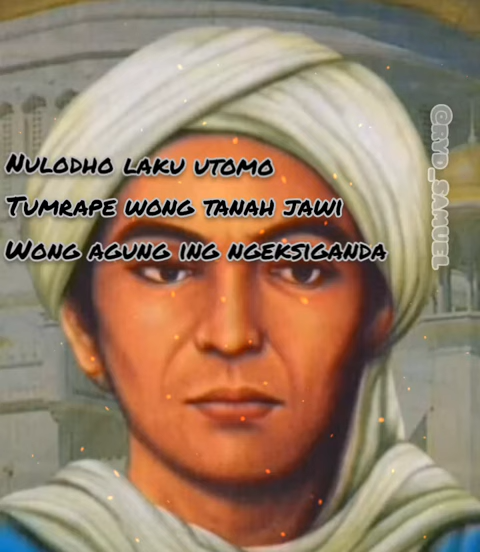 Nulodho laku utomo
Tumrape wong tanah jawi
Wong agung ing ngeksiganda
@ryo_samuel